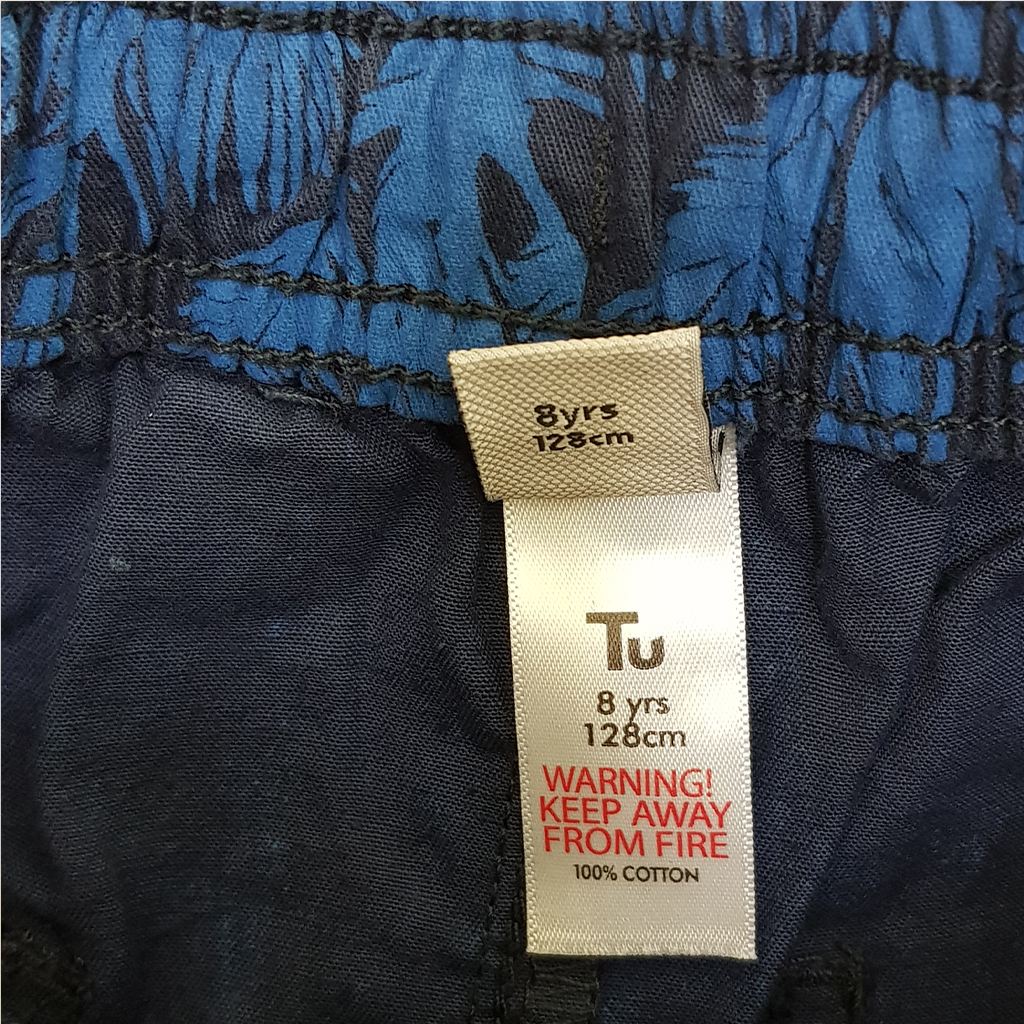 8yrs
128cm
Tu
8 yrs
128cm
WARNING!
KEEP AWAY
FROM FIRE
100% COTTON